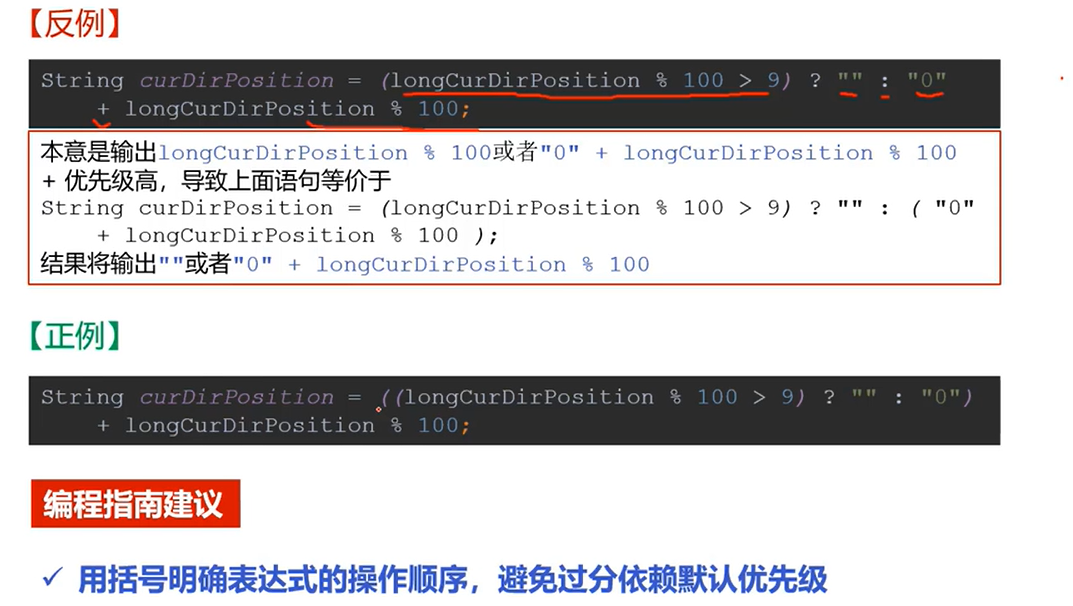 【反例】
String curDirPosition = (longCurDirPosition % 100 > 9) ? "" : "0"
+ longCurDirPosition % 100;
本意是输出longCurDirPosition % 100或者"0" + longCurDirPosition % 100
+ 优先级高，导致上面语句等价于
String curDirPosition = (longCurDirPosition % 100 > 9) ? "" : ( "0"
+ longCurDirPosition % 100 );
结果将输出""或者"0" + longCurDirPosition % 100
【正例】
String curDirPosition = ((longCurDirPosition % 100 > 9) ? "" : "0")
+ longCurDirPosition % 100;
编程指南建议
✓ 用括号明确表达式的操作顺序，避免过分依赖默认优先级